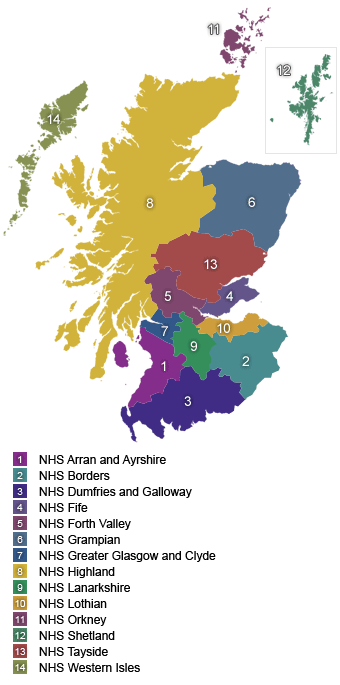 11
12
14
8
6
13
5
4
7
10
9
1
2
3
1 NHS Arran and Ayrshire
2 NHS Borders
3 NHS Dumfries and Galloway
4 NHS Fife
5 NHS Forth Valley
6 NHS Grampian
7 NHS Greater Glasgow and Clyde
8 NHS Highland
9 NHS Lanarkshire
10 NHS Lothian
11 NHS Orkney
12 NHS Shetland
13 NHS Tayside
14 NHS Western Isles